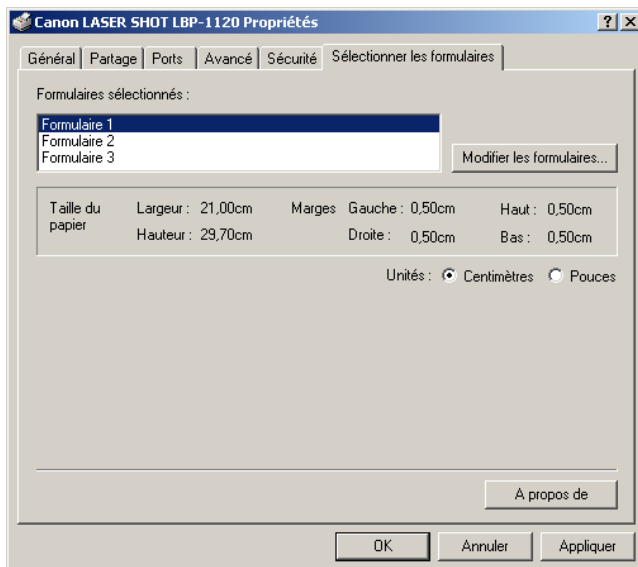 Canon LASER SHOT LBP-1120 Propriétés
Général Partage Ports Avancé Sécurité Sélectionner les formulaires
Formulaires sélectionnés :
Formulaire 1
Formulaire 2
Formulaire 3
Modifier les formulaires...
Taille du papier
Largeur : 21,00cm
Hauteur : 29,70cm
Marges Gauche : 0,50cm Haut : 0,50cm
Droite : 0,50cm Bas : 0,50cm
Unités : Centimètres Pouces
A propos de
OK Annuler Appliquer